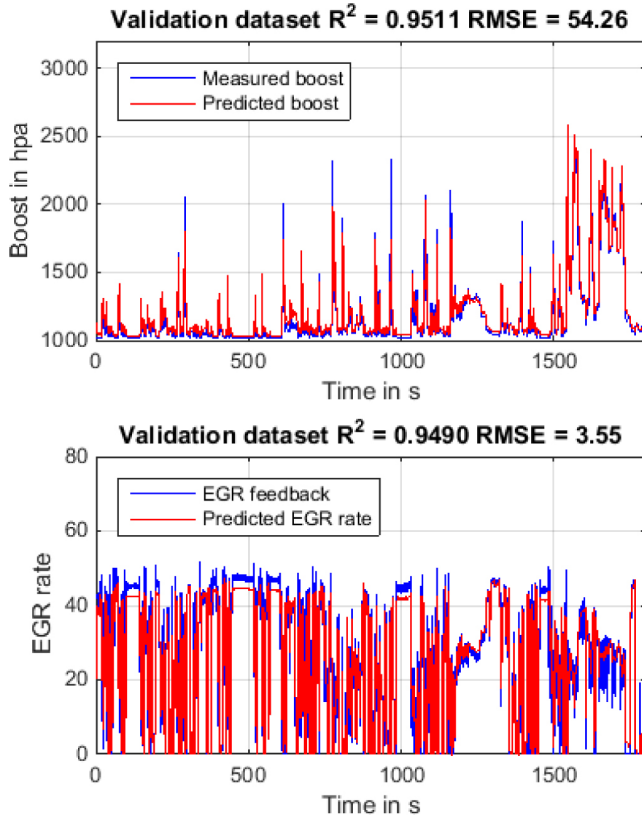 Validation dataset R² = 0.9511 RMSE = 54.26
3000
2500
2000
1500
1000
Boost in hpa
Measured boost
Predicted boost
0 500 1000 1500
Time in s
Validation dataset R² = 0.9490 RMSE = 3.55
80
60
40
20
0
EGR rate
EGR feedback
Predicted EGR rate
0 500 1000 1500
Time in s